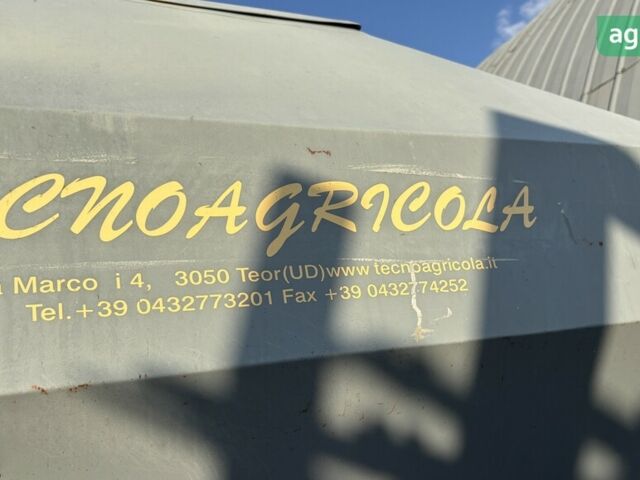 CNOAGRICOLA
Marco i 4, 3050 Teor(UD)www tecnoagricola.it
Tel.+39 0432773201 Fax +39 0432774252
ag